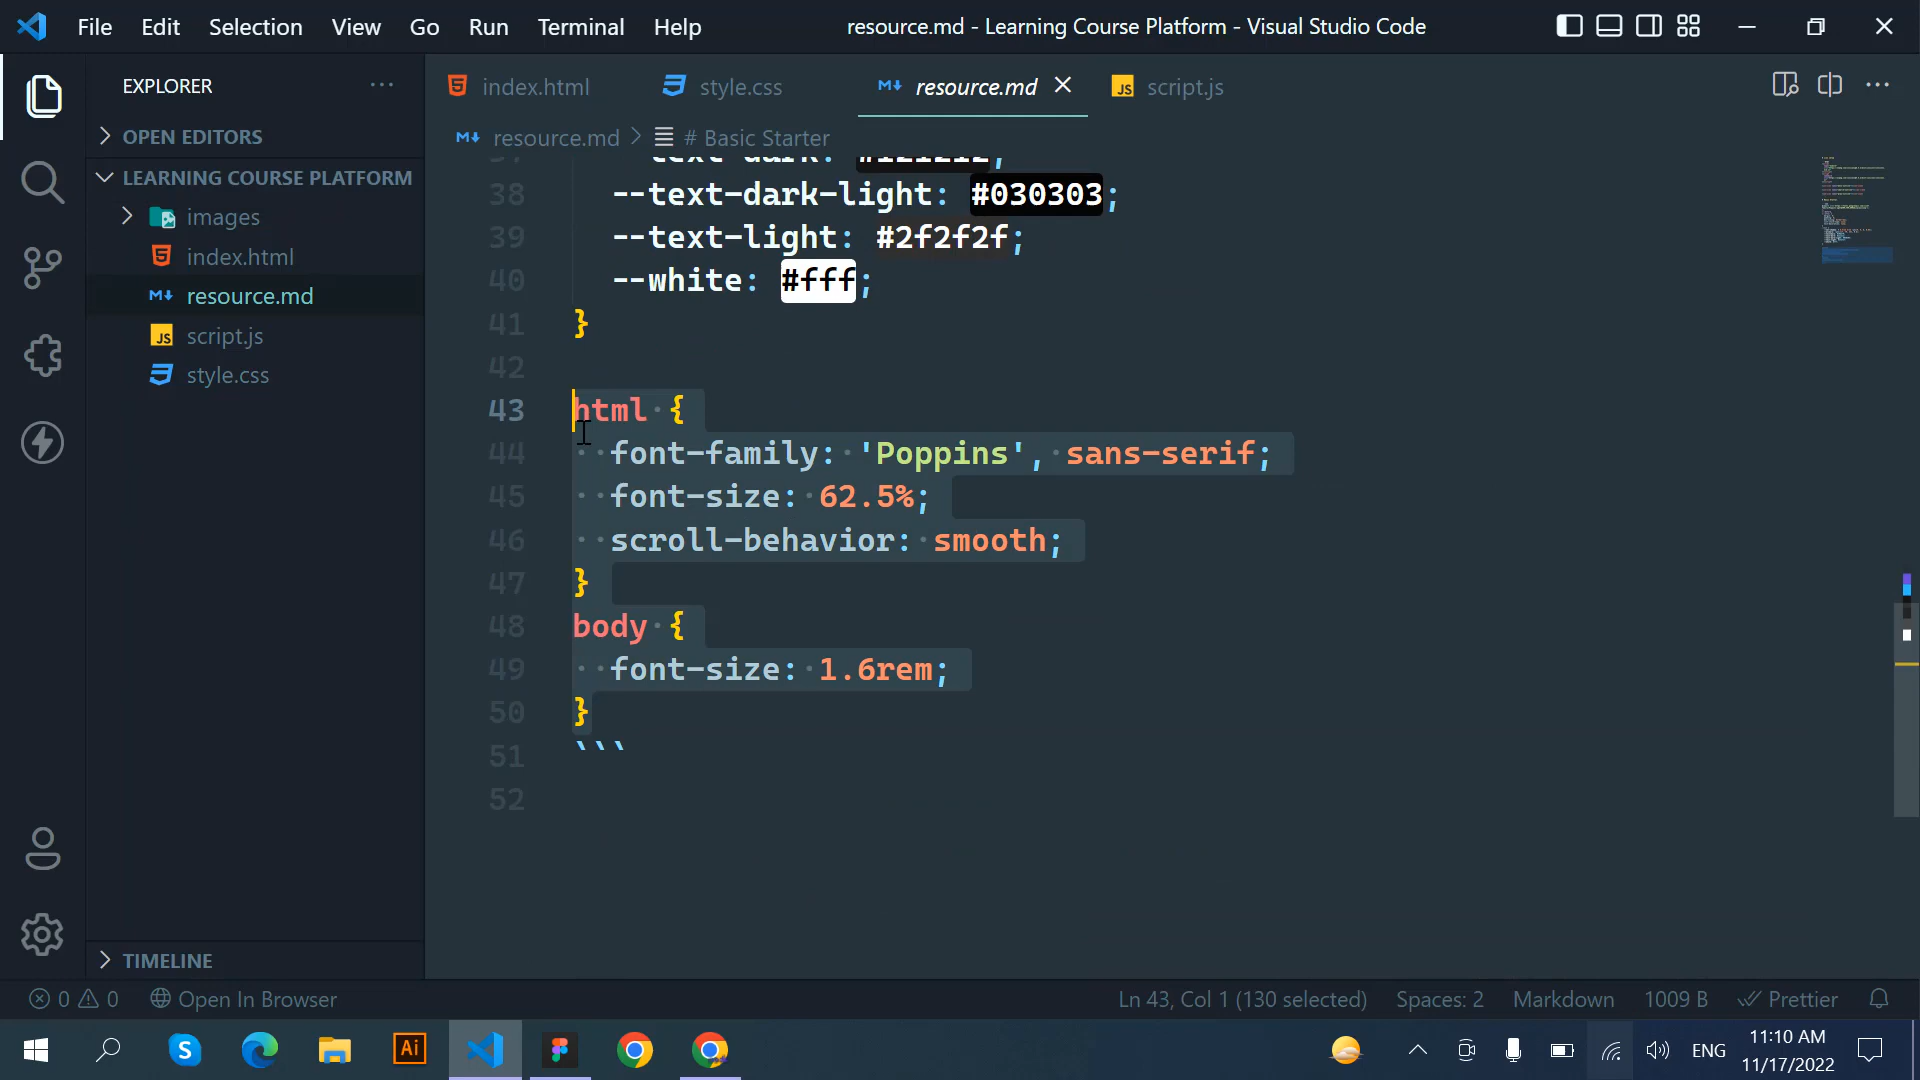 File Edit Selection View Go Run Terminal Help resource.md - Learning Course Platform - Visual Studio Code
EXPLORER
index.html style.css resource.md script.js
OPEN EDITORS
resource.md > # Basic Starter
LEARNING COURSE PLATFORM
images
index.html
resource.md
script.js
style.css
38 --text-dark-light: #030303;
39 --text-light: #2f2f2f;
40 --white: #fff;
41 }
42
43 html {
44 font-family: 'Poppins', sans-serif;
45 font-size: 62.5%;
46 scroll-behavior: smooth;
47 }
48 body {
49 font-size: 1.6rem;
50 }
51 ```
52
TIMELINE
0 0 Open In Browser Ln 43, Col 1 (130 selected) Spaces: 2 Markdown 1009 B Prettier
ENG 11:10 AM
11/17/2022